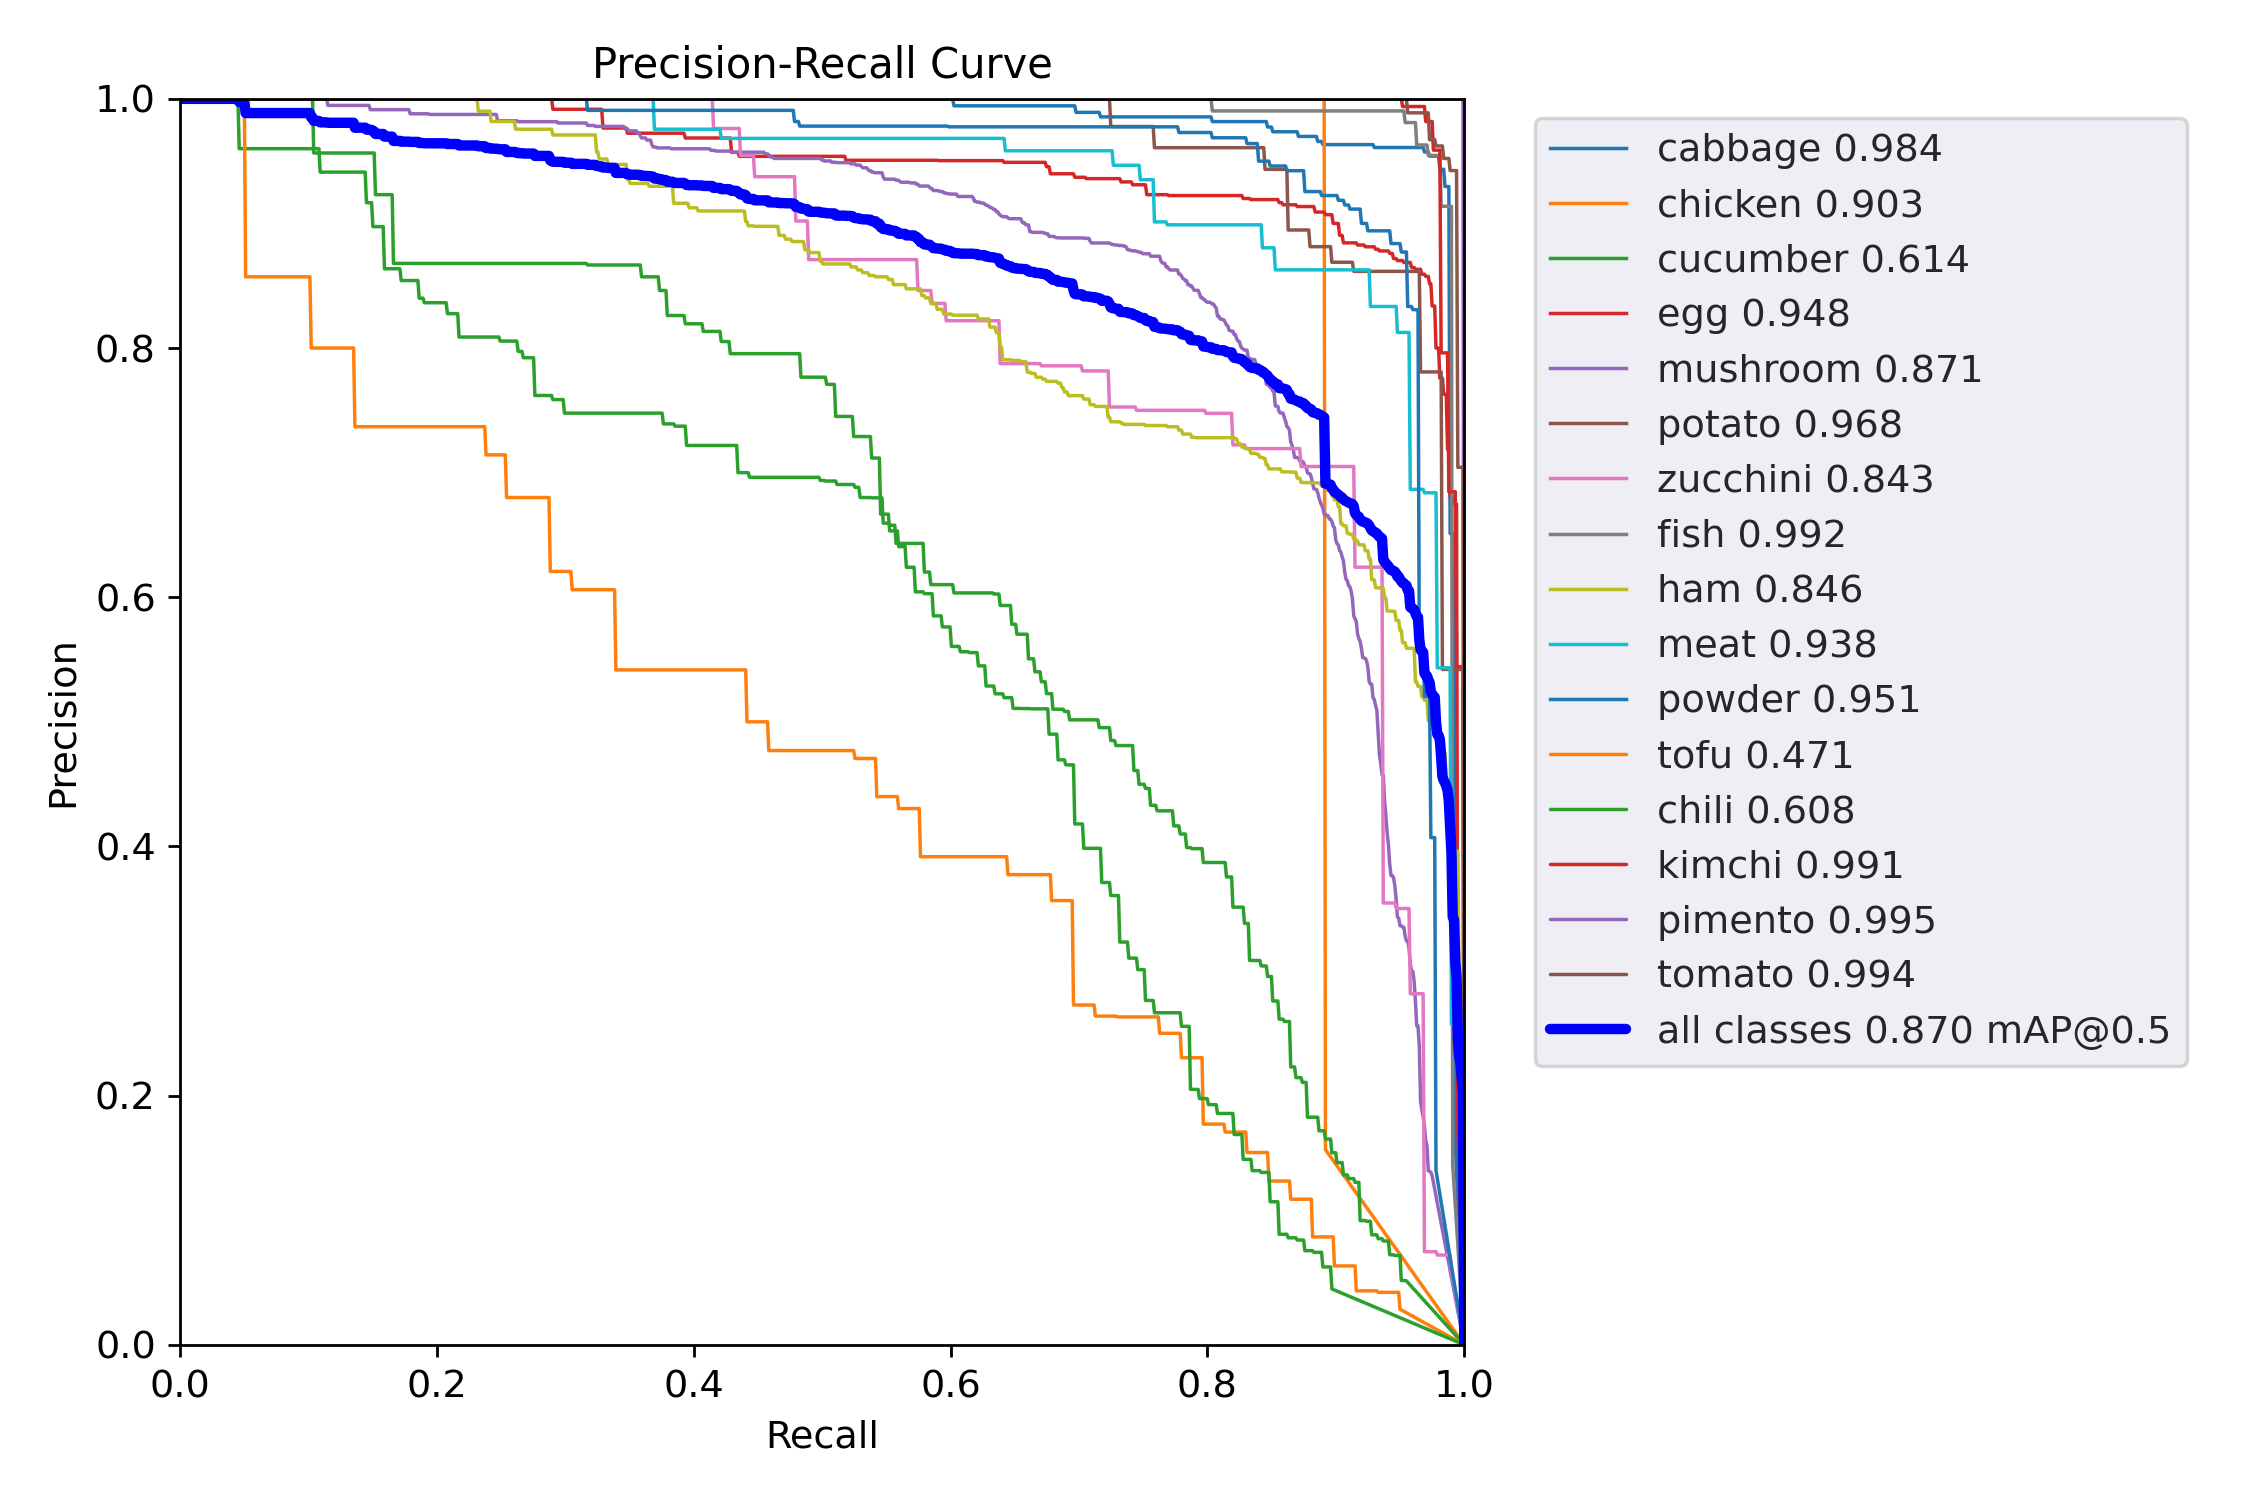 Precision-Recall Curve
1.0
0.8
0.6
0.4
0.2
0.0
Precision
0.0 0.2 0.4 0.6 0.8 1.0
Recall
cabbage 0.984
chicken 0.903
cucumber 0.614
egg 0.948
mushroom 0.871
potato 0.968
zucchini 0.843
fish 0.992
ham 0.846
meat 0.938
powder 0.951
tofu 0.471
chili 0.608
kimchi 0.991
pimento 0.995
tomato 0.994
all classes 0.870 mAP@0.5